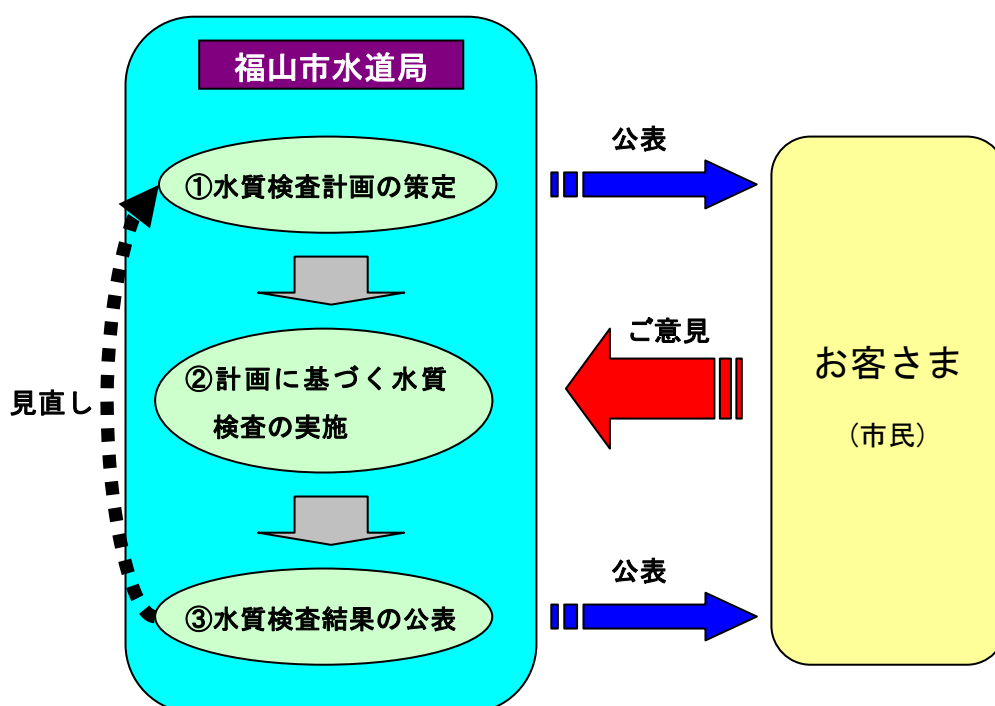 福山市水道局
①水質検査計画の策定
②計画に基づく水質
検査の実施
③水質検査結果の公表
見直し
公表
ご意見
公表
お客さま
（市民）